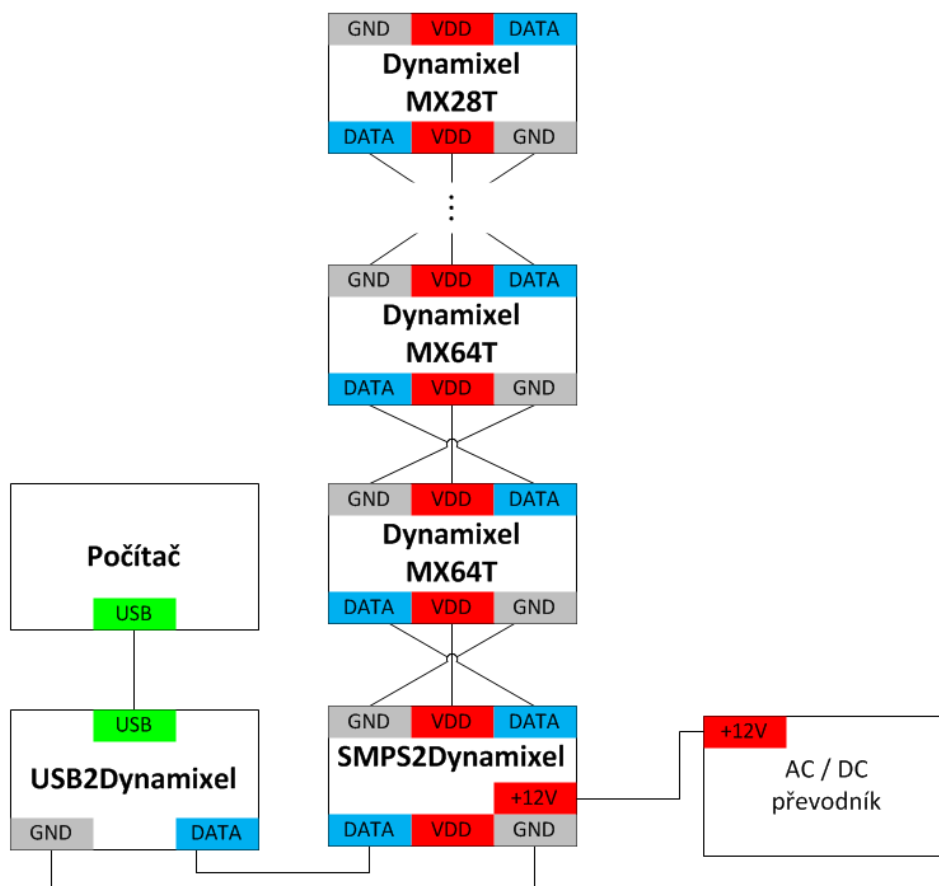 GND VDD DATA
Dynamixel
MX28T
DATA VDD GND
⋮
GND VDD DATA
Dynamixel
MX64T
DATA VDD GND
GND VDD DATA
Dynamixel
MX64T
DATA VDD GND
Počítač
USB
USB
USB2Dynamixel
GND DATA
GND VDD DATA
SMPS2Dynamixel
+12V
DATA VDD GND
+12V
AC / DC
převodník